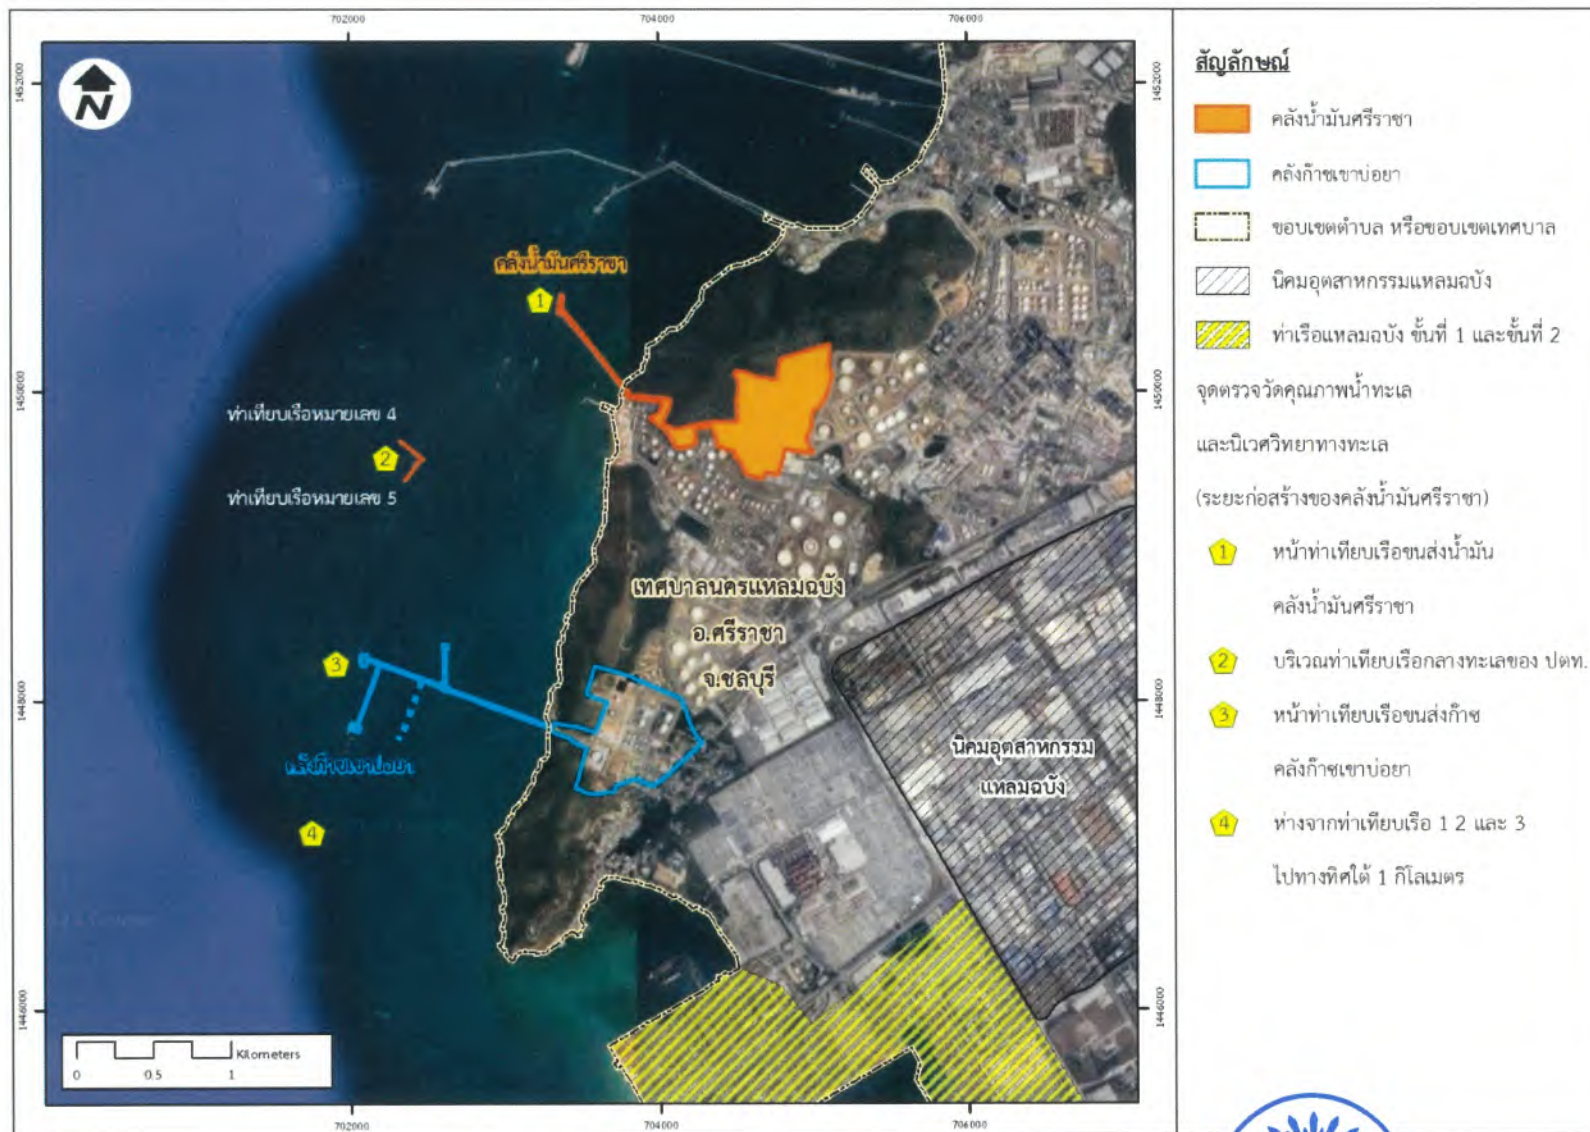 702000
704000
706000
1452000
1452000
N
คลังน้ำมันศรีราชา
1
1450000
1450000
ท่าเทียบเรือหมายเลข 4
2
ท่าเทียบเรือหมายเลข 5
เทศบาลนครแหลมฉบัง
อ.ศรีราชา
จ.ชลบุรี
3
1448000
1448000
นิคมอุตสาหกรรม
แหลมฉบัง
คลังก๊าซเขาบ่อยา
4
1446000
1446000
Kilometers
0 0.5 1
702000
704000
706000
สัญลักษณ์
คลังน้ำมันศรีราชา
คลังก๊าซเขาบ่อยา
ขอบเขตตำบล หรือขอบเขตเทศบาล
นิคมอุตสาหกรรมแหลมฉบัง
ท่าเรือแหลมฉบัง ขั้นที่ 1 และขั้นที่ 2
จุดตรวจวัดคุณภาพน้ำทะเล
และนิเวศวิทยาทางทะเล
(ระยะก่อสร้างของคลังน้ำมันศรีราชา)
1 หน้าท่าเทียบเรือขนส่งน้ำมัน
คลังน้ำมันศรีราชา
2 บริเวณท่าเทียบเรือกลางทะเลของ ปตท.
3 หน้าท่าเทียบเรือขนส่งก๊าซ
คลังก๊าซเขาบ่อยา
4 ห่างจากท่าเทียบเรือ 1 2 และ 3
ไปทางทิศใต้ 1 กิโลเมตร